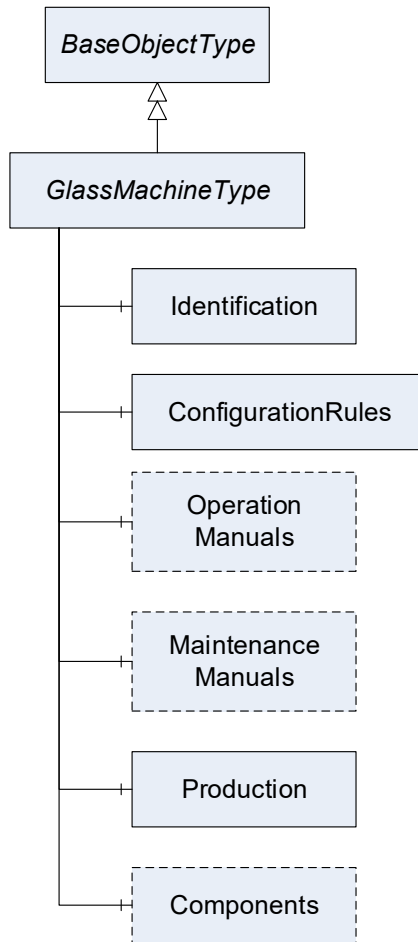 BaseObjectType
GlassMachineType
Identification
ConfigurationRules
Operation
Manuals
Maintenance
Manuals
Production
Components